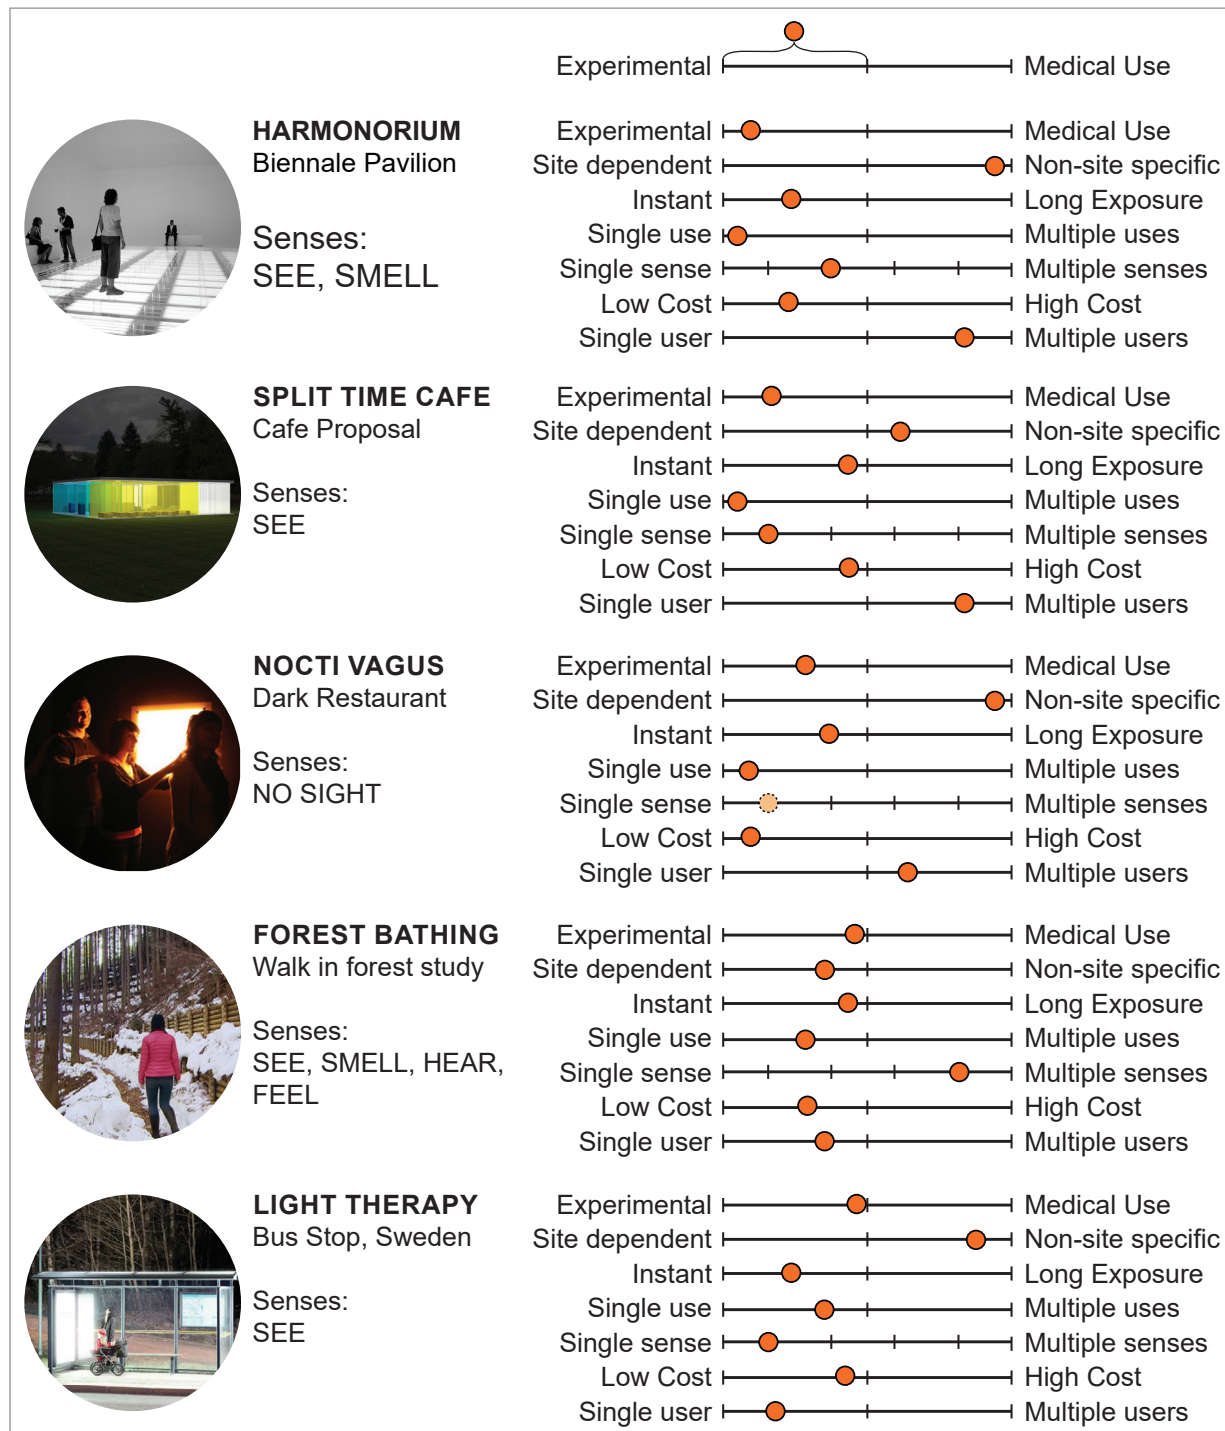 Experimental Medical Use
HARMONORIUM
Biennale Pavilion
Senses:
SEE, SMELL
Experimental Medical Use
Site dependent Non-site specific
Instant Long Exposure
Single use Multiple uses
Single sense Multiple senses
Low Cost High Cost
Single user Multiple users
SPLIT TIME CAFE
Cafe Proposal
Senses:
SEE
Experimental Medical Use
Site dependent Non-site specific
Instant Long Exposure
Single use Multiple uses
Single sense Multiple senses
Low Cost High Cost
Single user Multiple users
NOCTI VAGUS
Dark Restaurant
Senses:
NO SIGHT
Experimental Medical Use
Site dependent Non-site specific
Instant Long Exposure
Single use Multiple uses
Single sense Multiple senses
Low Cost High Cost
Single user Multiple users
FOREST BATHING
Walk in forest study
Senses:
SEE, SMELL, HEAR,
FEEL
Experimental Medical Use
Site dependent Non-site specific
Instant Long Exposure
Single use Multiple uses
Single sense Multiple senses
Low Cost High Cost
Single user Multiple users
LIGHT THERAPY
Bus Stop, Sweden
Senses:
SEE
Experimental Medical Use
Site dependent Non-site specific
Instant Long Exposure
Single use Multiple uses
Single sense Multiple senses
Low Cost High Cost
Single user Multiple users